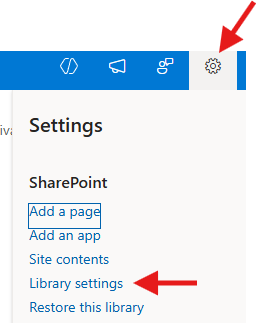 Settings
SharePoint
Add a page
Add an app
Site contents
Library settings
Restore this library